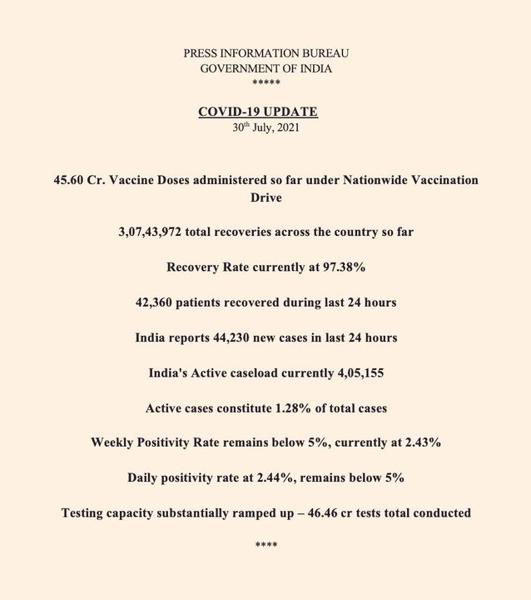 PRESS INFORMATION BUREAU
GOVERNMENT OF INDIA
*****
COVID-19 UPDATE
30th July, 2021
45.60 Cr. Vaccine Doses administered so far under Nationwide Vaccination
Drive
3,07,43,972 total recoveries across the country so far
Recovery Rate currently at 97.38%
42,360 patients recovered during last 24 hours
India reports 44,230 new cases in last 24 hours
India's Active caseload currently 4,05,155
Active cases constitute 1.28% of total cases
Weekly Positivity Rate remains below 5%, currently at 2.43%
Daily positivity rate at 2.44%, remains below 5%
Testing capacity substantially ramped up – 46.46 cr tests total conducted
****